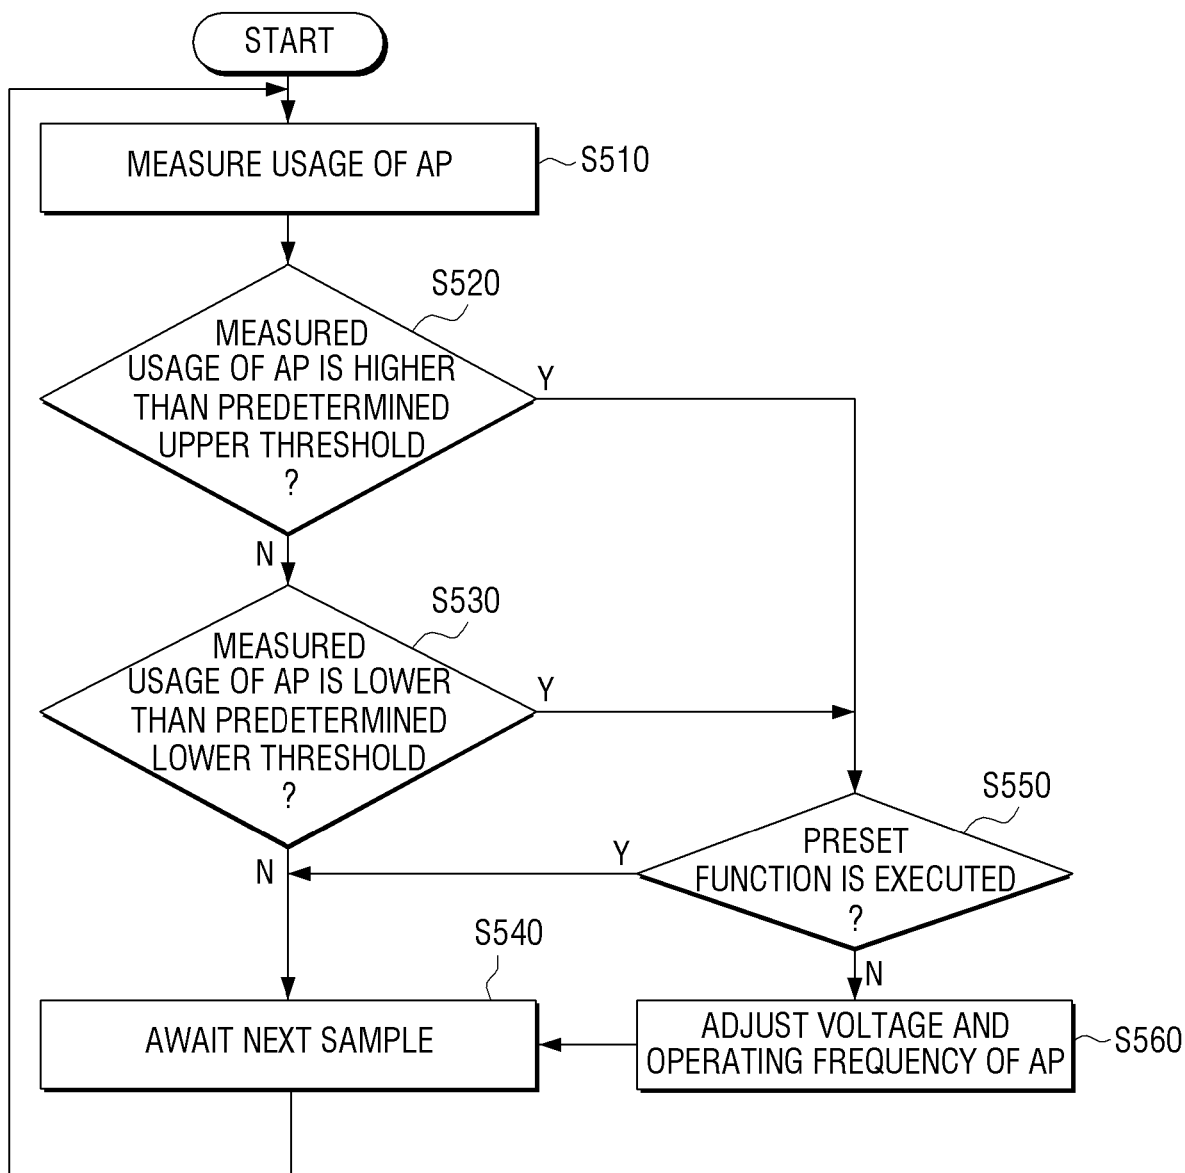 START
MEASURE USAGE OF AP
S510
S520
MEASURED
USAGE OF AP IS HIGHER
THAN PREDETERMINED
UPPER THRESHOLD
?
Y
N
S530
MEASURED
USAGE OF AP IS LOWER
THAN PREDETERMINED
LOWER THRESHOLD
?
Y
N
S550
PRESET
FUNCTION IS EXECUTED
?
Y
N
S540
AWAIT NEXT SAMPLE
ADJUST VOLTAGE AND
OPERATING FREQUENCY OF AP
S560